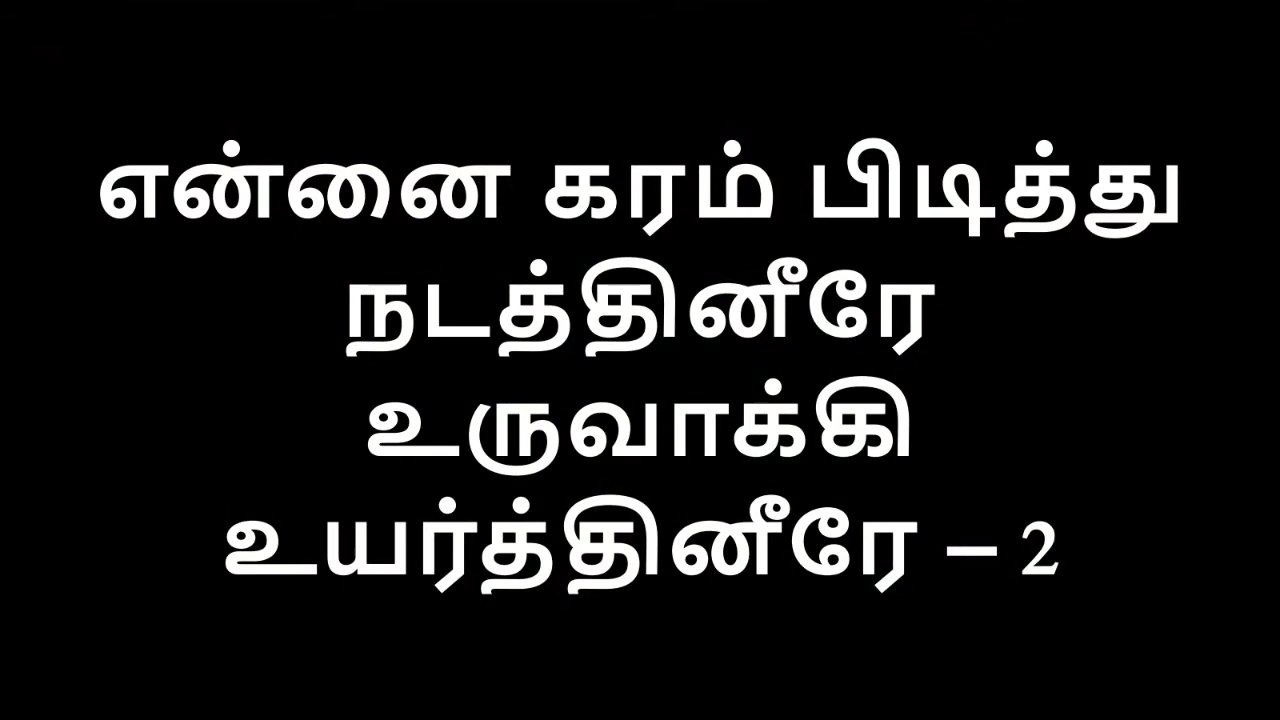 என்னை கரம் பிடித்து
நடத்தினீரே
உருவாக்கி
உயர்த்தினீரே – 2